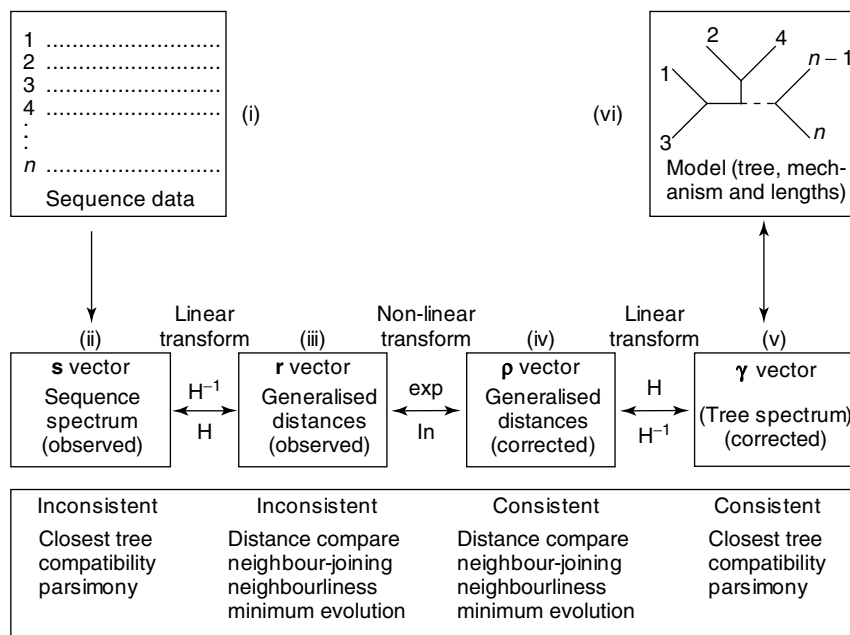 1 ..............................
2 ..............................
3 ..............................
4 ..............................
.
.
.
n ..............................
Sequence data
(i)
(vi)
1
2
4
n – 1
3
n
Model (tree, mech-
anism and lengths)
Linear
transform
Non-linear
transform
Linear
transform
(ii)
(iii)
(iv)
(v)
s vector
Sequence
spectrum
(observed)
H⁻¹
H
r vector
Generalised
distances
(observed)
exp
ln
ρ vector
Generalised
distances
(corrected)
H
H⁻¹
γ vector
(Tree spectrum)
(corrected)
Inconsistent
Closest tree
compatibility
parsimony
Inconsistent
Distance compare
neighbour-joining
neighbourliness
minimum evolution
Consistent
Distance compare
neighbour-joining
neighbourliness
minimum evolution
Consistent
Closest tree
compatibility
parsimony